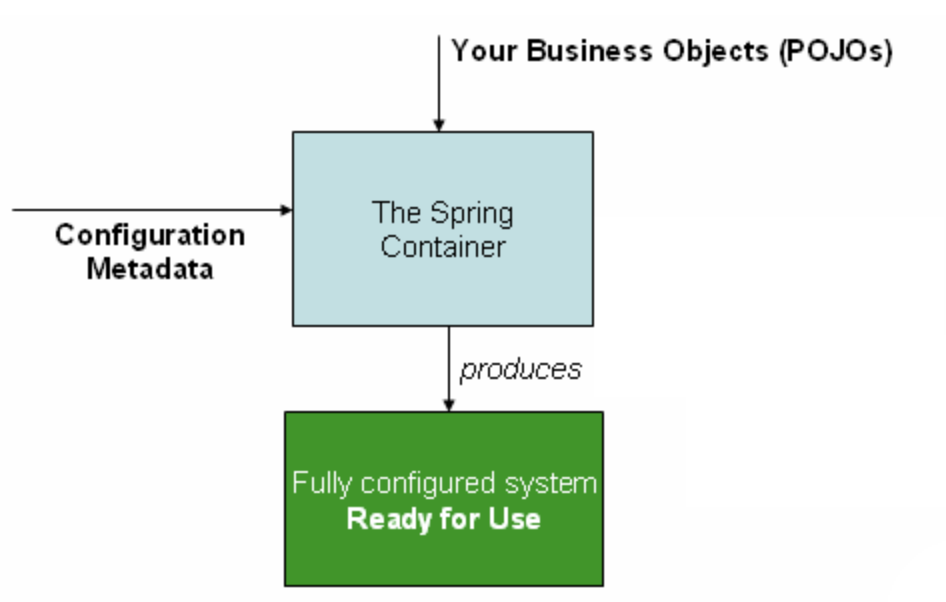 Your Business Objects (POJOs)
The Spring
Container
Configuration
Metadata
produces
Fully configured system
Ready for Use